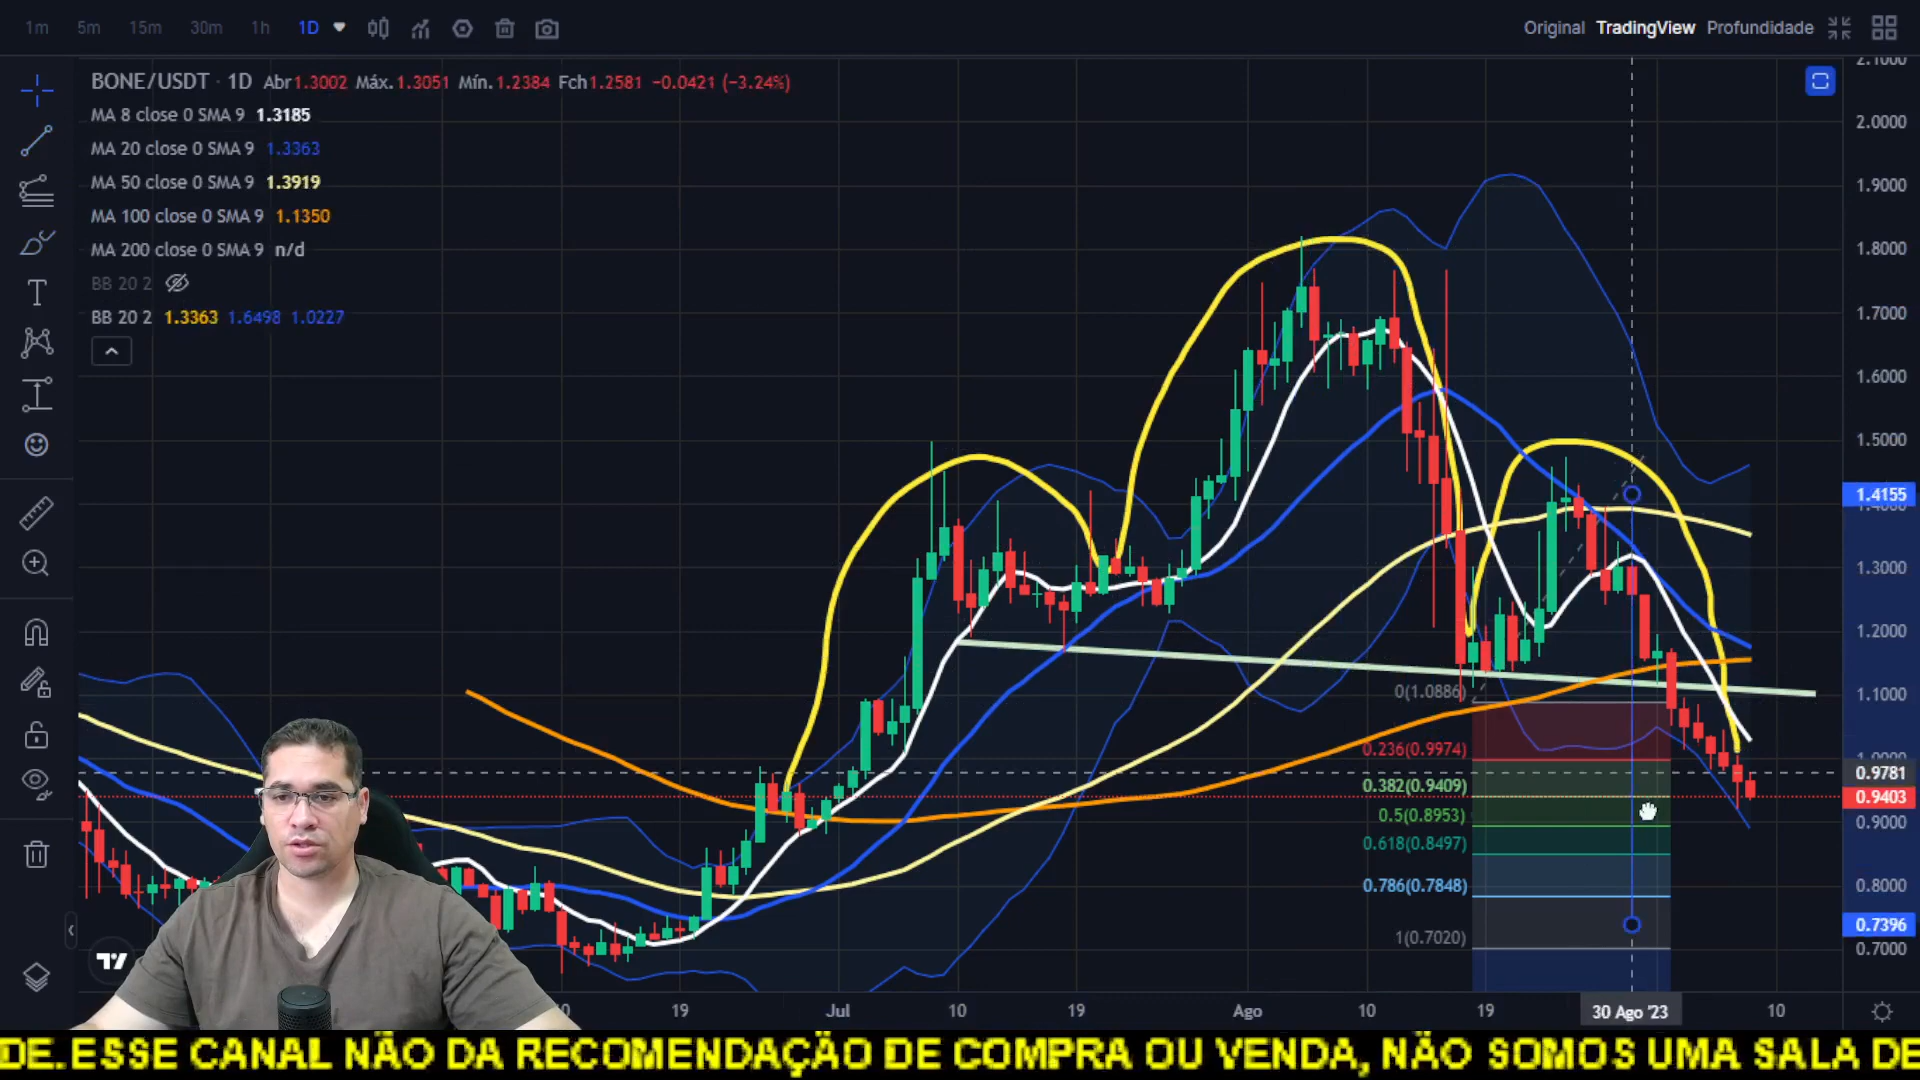 1m 5m 15m 30m 1h 1D
Original TradingView Profundidade
BONE/USDT · 1D Abr1.3002 Máx.1.3051 Mín.1.2384 Fch1.2581 −0.0421 (−3.24%)
MA 8 close 0 SMA 9 1.3185
MA 20 close 0 SMA 9 1.3363
MA 50 close 0 SMA 9 1.3919
MA 100 close 0 SMA 9 1.1350
MA 200 close 0 SMA 9 n/d
BB 20 2
BB 20 2 1.3363 1.6498 1.0227
2.1000
2.0000
1.9000
1.8000
1.7000
1.6000
1.5000
1.4155
1.4000
1.3000
1.2000
1.1000
1.0000
0.9781
0.9403
0.9000
0.8000
0.7396
0.7000
0(1.0886)
0.236(0.9974)
0.382(0.9409)
0.5(0.8953)
0.618(0.8497)
0.786(0.7848)
1(0.7020)
19 Jul 10 19 Ago 10 19 30 Ago '23 10
DE.ESSE CANAL NÃO DA RECOMENDAÇÃO DE COMPRA OU VENDA, NÃO SOMOS UMA SALA DE